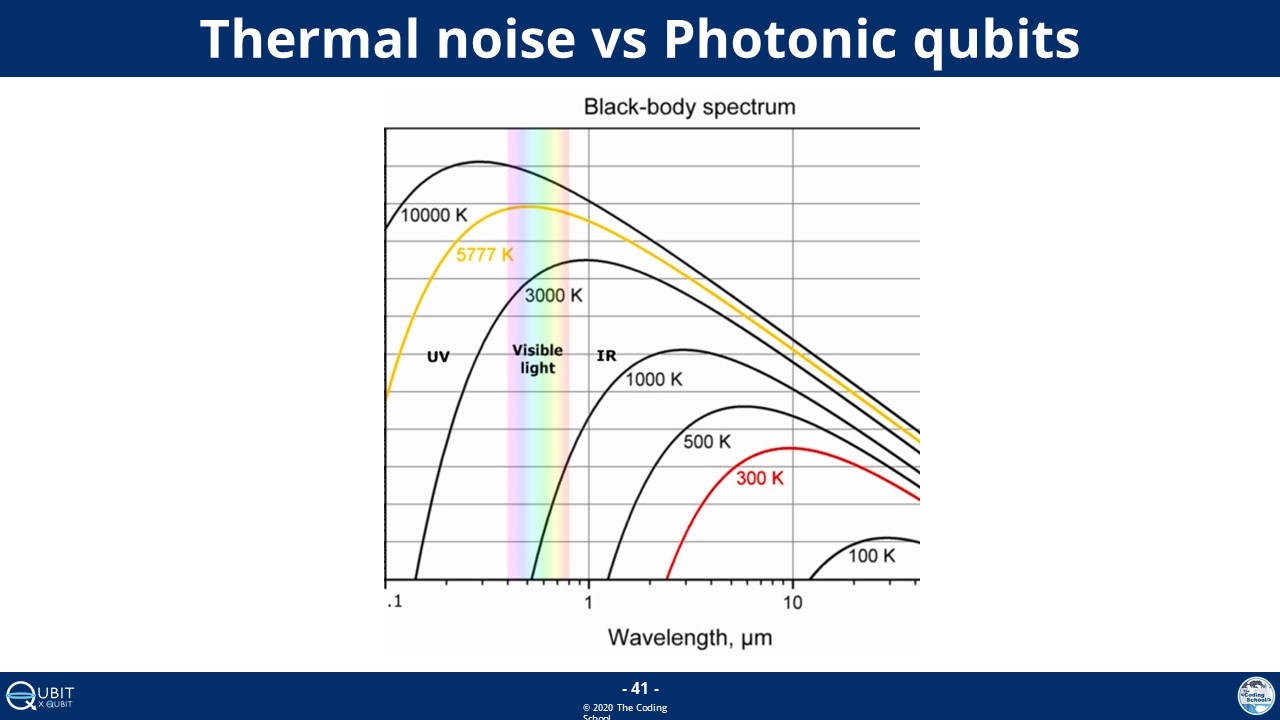 Thermal noise vs Photonic qubits
Black-body spectrum
10000 K
5777 K
3000 K
UV
Visible
light
IR
1000 K
500 K
300 K
100 K
.1
1
10
Wavelength, μm
QUBIT
X QUBIT
- 41 -
© 2020 The Coding
School
The
<Coding
School>